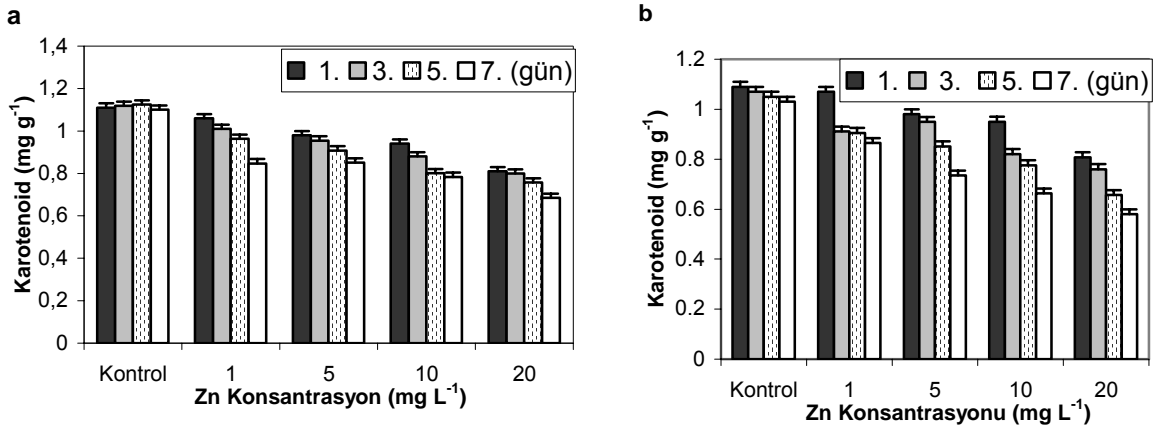 a
1,4
1.2
1
0.8
0.6
0.4
0.2
0
Karotenoid (mg g-1)
1. 3. 5. 7. (gün)
Kontrol 1 5 10 20
Zn Konsantrasyon (mg L-1)
b
1.2
1
0.8
0.6
0.4
0.2
0
Karotenoid (mg g-1)
1. 3. 5. 7. (gün)
Kontrol 1 5 10 20
Zn Konsantrasyonu (mg L-1)